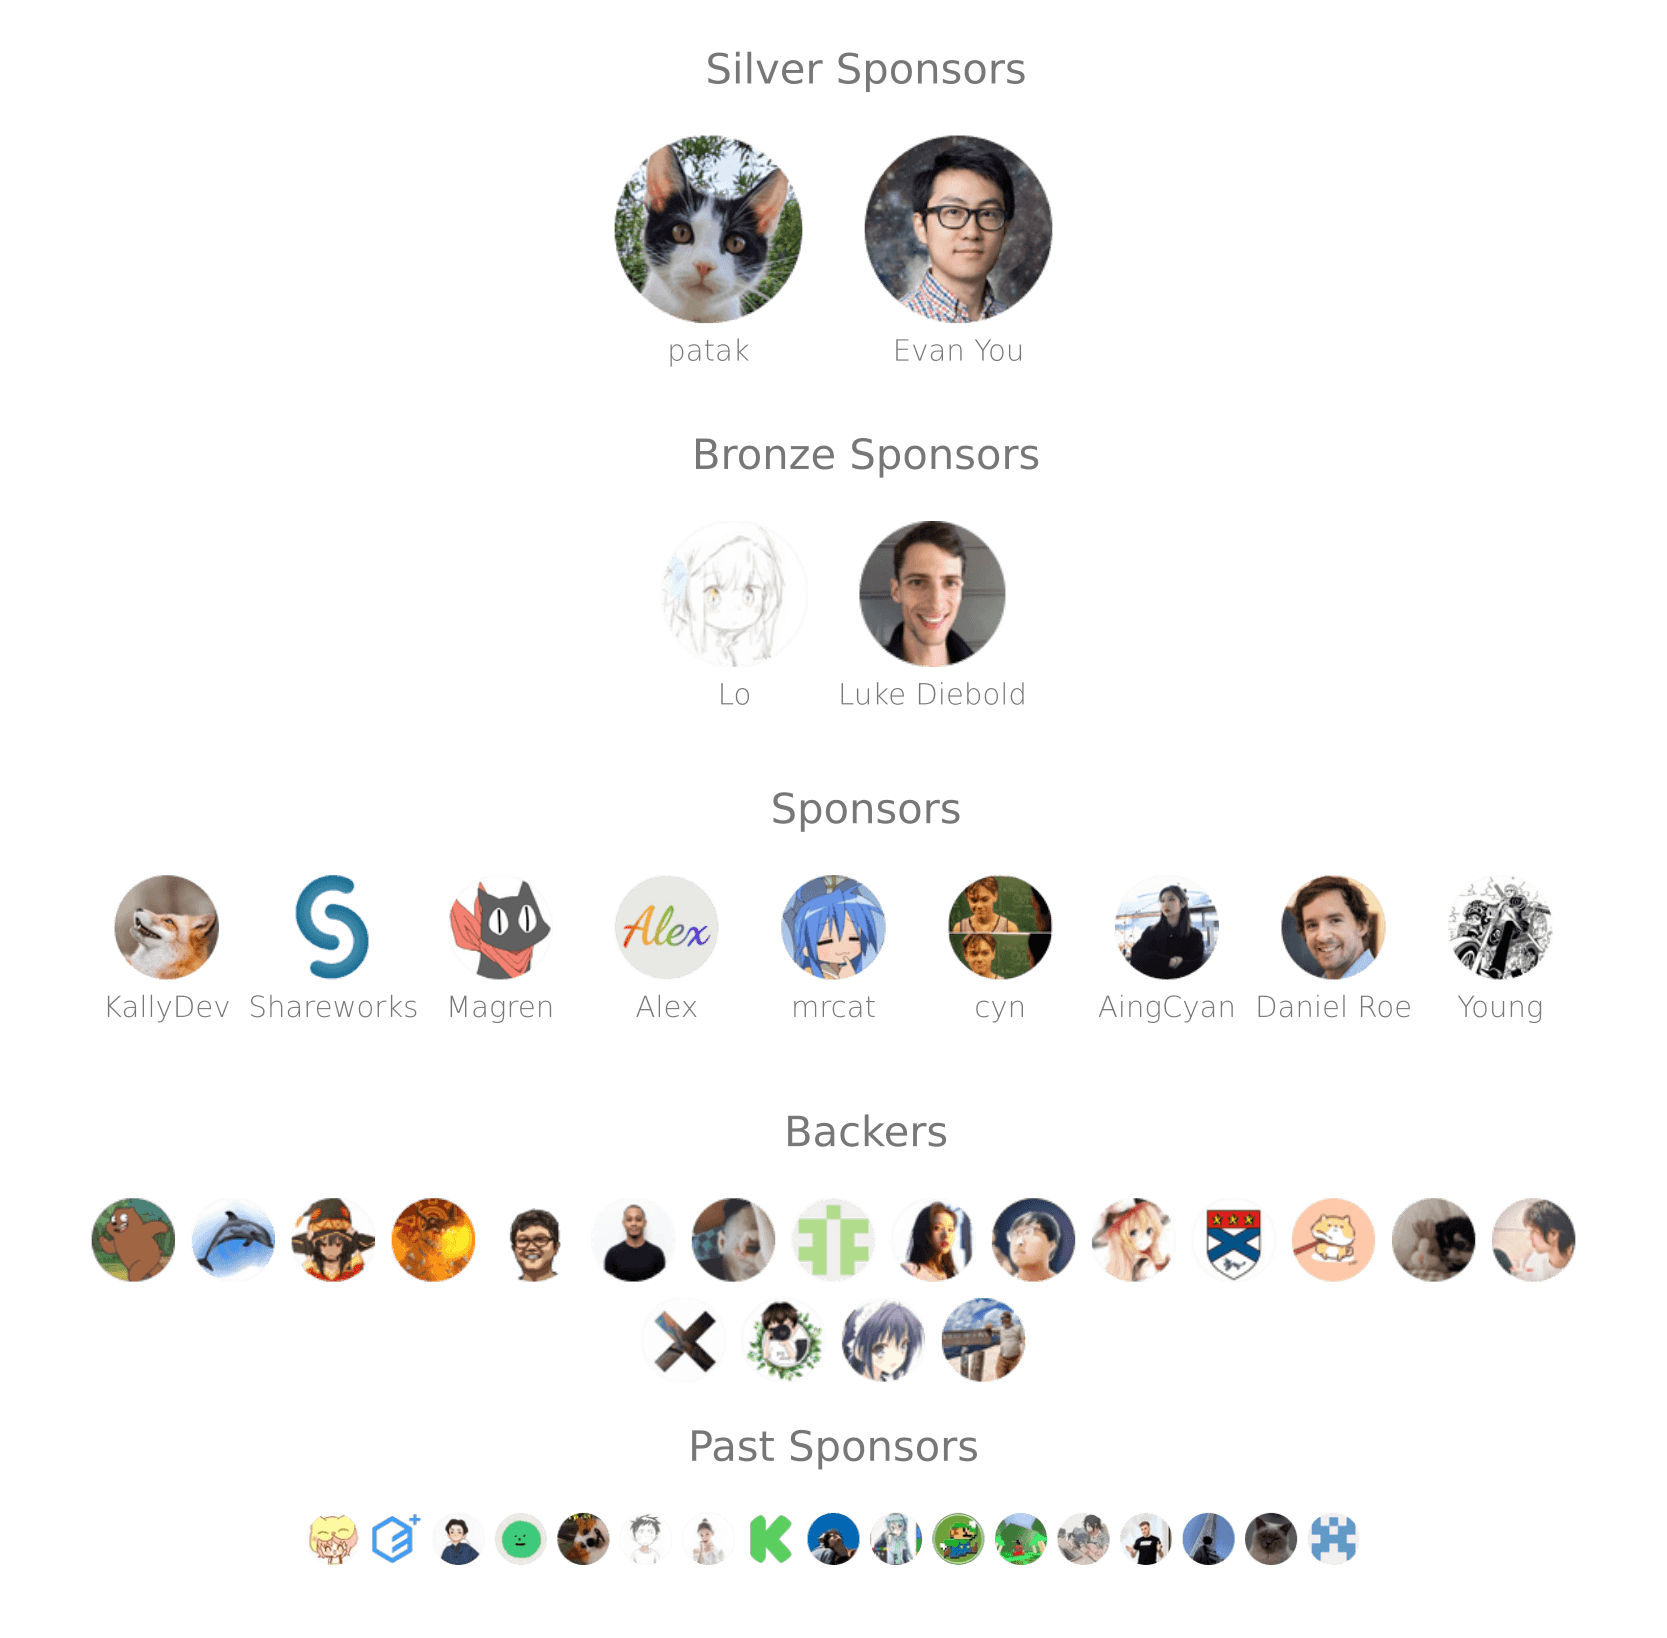 Silver Sponsors
patak Evan You
Bronze Sponsors
Lo Luke Diebold
Sponsors
Alex
KallyDev Shareworks Magren Alex mrcat cyn AingCyan Daniel Roe Young
Backers
Past Sponsors